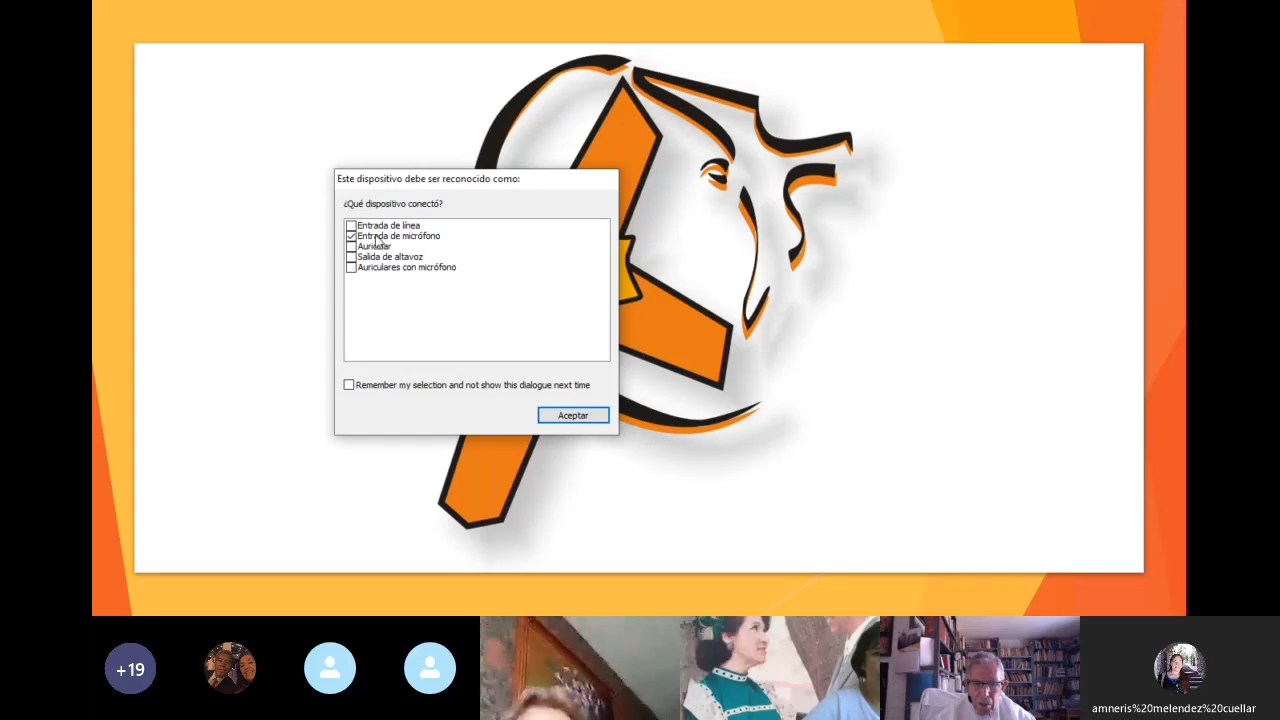 Este dispositivo debe ser reconocido como:
¿Qué dispositivo conectó?
Entrada de línea
Entrada de micrófono
Auricular
Salida de altavoz
Auriculares con micrófono
Remember my selection and not show this dialogue next time
Aceptar
+19
amneris%20melendez%20cuellar